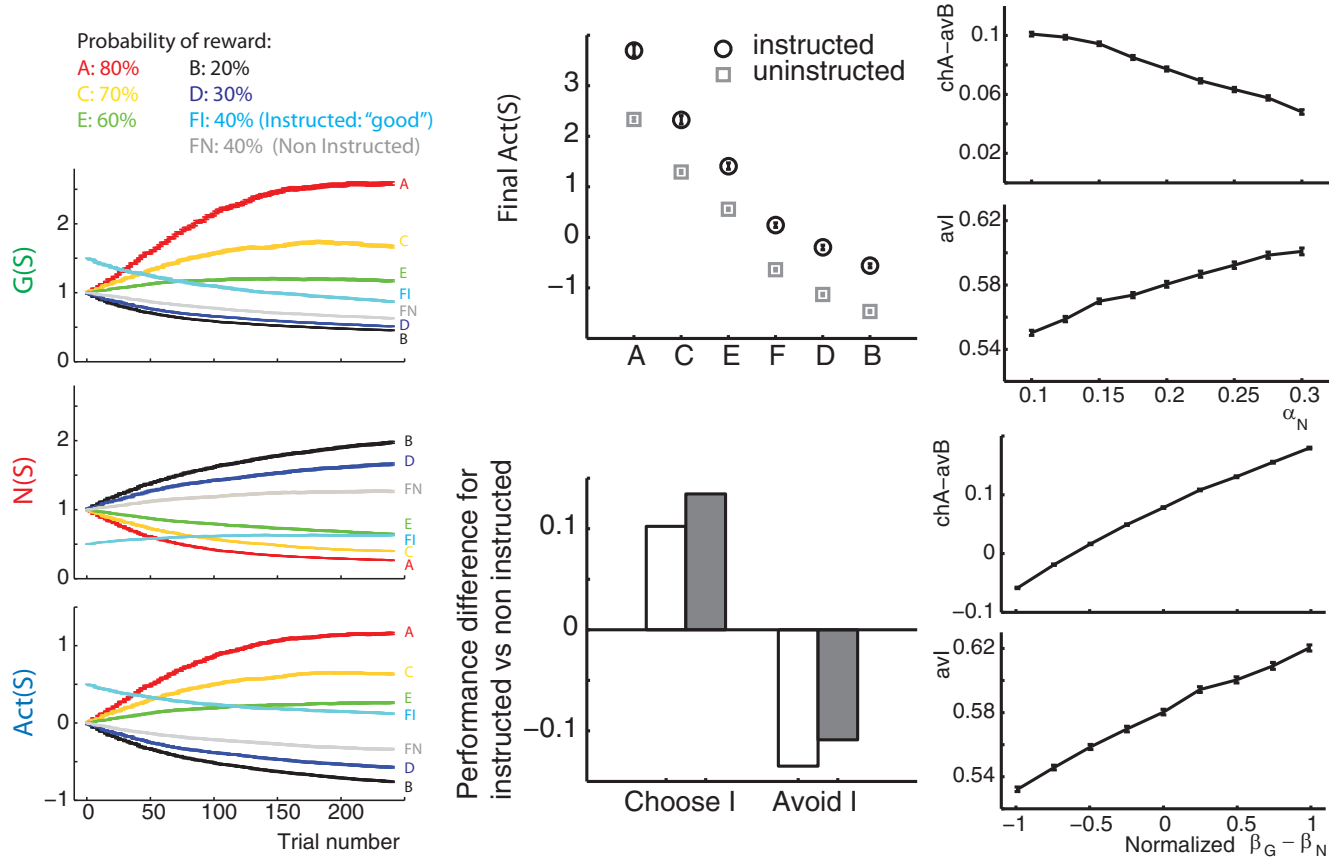 Probability of reward:
A: 80%
B: 20%
C: 70%
D: 30%
E: 60%
FI: 40% (Instructed: “good”)
FN: 40% (Non Instructed)
G(S)
2
1
0
A
C
E
FI
FN
D
B
N(S)
2
1
0
B
D
FN
E
FI
C
A
Act(S)
1
0
−1
A
C
E
FI
FN
D
B
0 50 100 150 200
Trial number
Final Act(S)
3
2
1
0
−1
instructed
uninstructed
A C E F D B
Performance difference for
instructed vs non instructed
0.1
0
−0.1
Choose I Avoid I
chA−avB
0.1
0.06
0.02
avI
0.62
0.58
0.54
0.1 0.15 0.2 0.25 0.3
αN
chA−avB
0.1
0
−0.1
avI
0.62
0.58
0.54
−1 −0.5 0 0.5 1
Normalized βG − βN